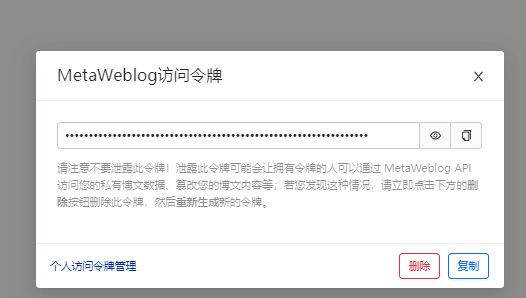 MetaWeblog访问令牌
••••••••••••••••••••••••••••••••••••••••••••••••••••••••••••••••
请注意不要泄露此令牌！泄露此令牌可能会让拥有令牌的人可以通过 MetaWeblog API
访问您的私有博文数据、篡改您的博文内容等；若您发现这种情况，请立即点击下方的删
除按钮删除此令牌，然后重新生成新的令牌。
个人访问令牌管理 删除 复制